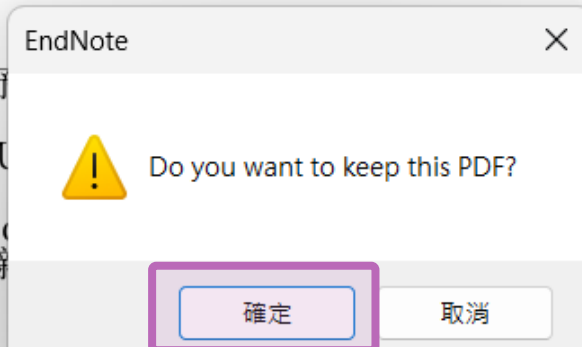 EndNote
Do you want to keep this PDF?
確定 取消